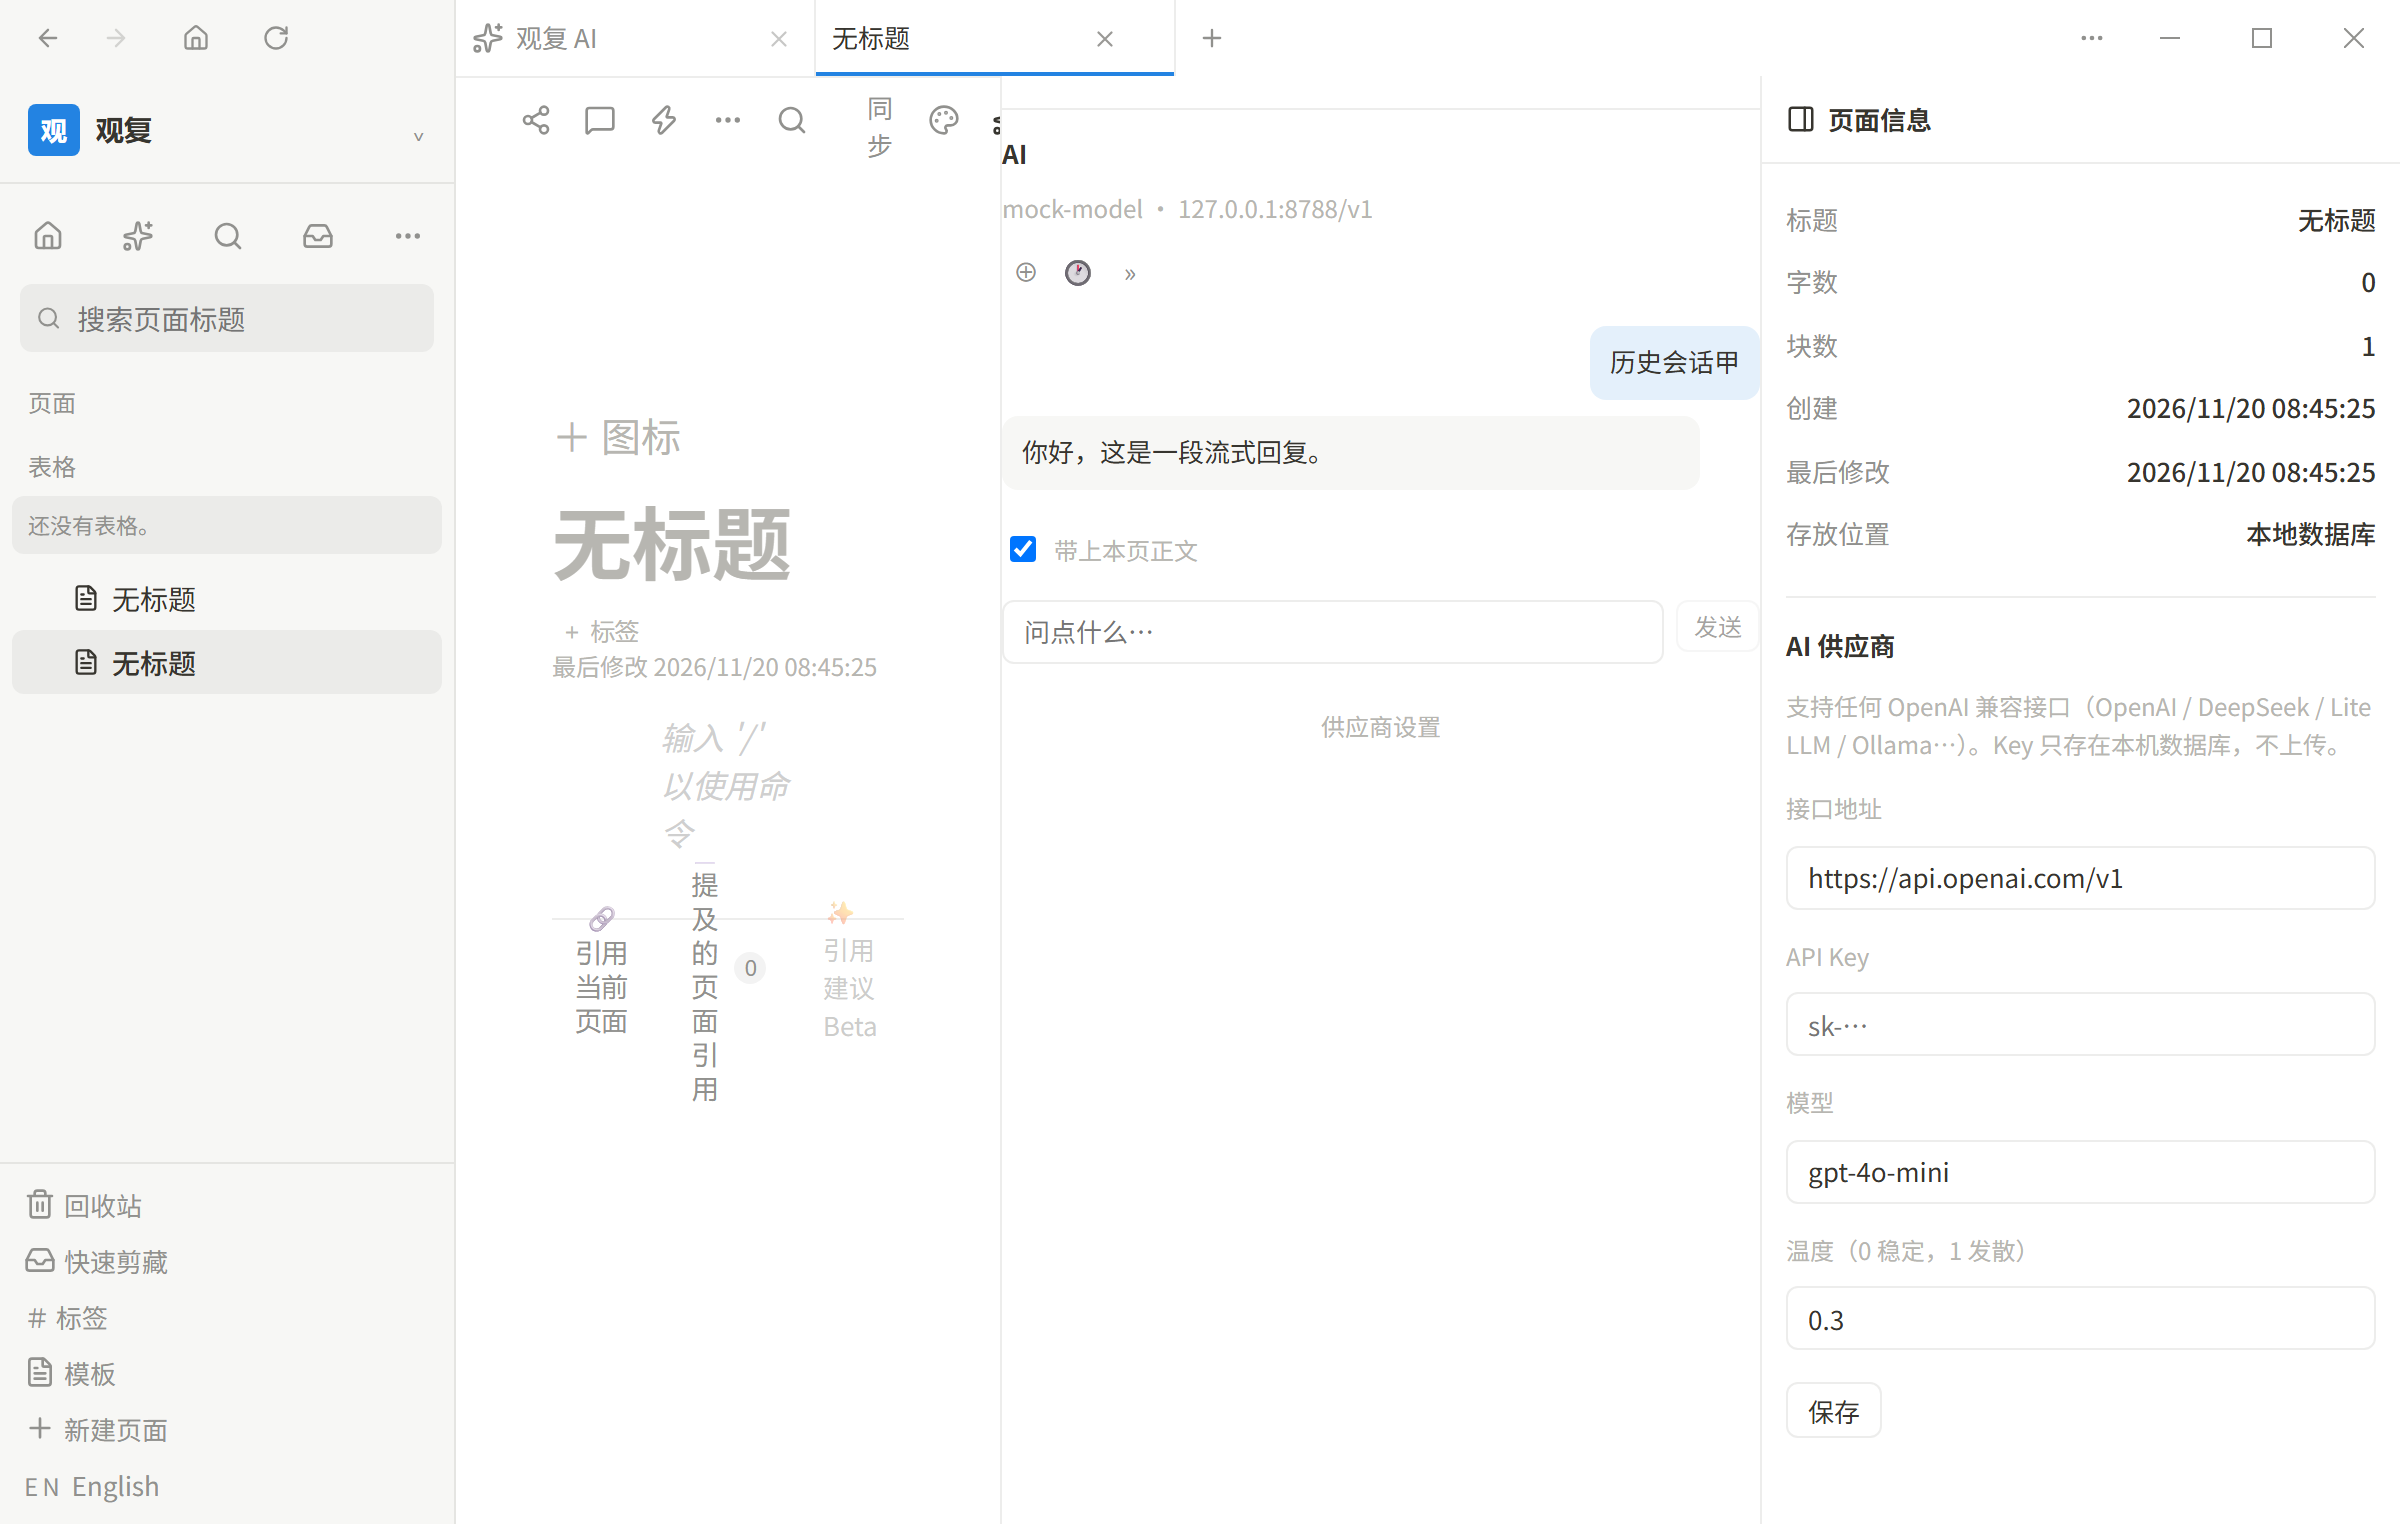 观复 AI
无标题
观 观复
搜索页面标题
页面
表格
还没有表格。
无标题
无标题
回收站
快速剪藏
# 标签
模板
新建页面
EN English
同
步
图标
无标题
+ 标签
最后修改 2026/11/20 08:45:25
输入 '/'
以使用命
令
引用
当前
页面
提
及
的
页
面
引
用
0
引用
建议
Beta
AI
mock-model • 127.0.0.1:8788/v1
»
历史会话甲
你好，这是一段流式回复。
带上本页正文
问点什么…
发送
供应商设置
页面信息
标题 无标题
字数 0
块数 1
创建 2026/11/20 08:45:25
最后修改 2026/11/20 08:45:25
存放位置 本地数据库
AI 供应商
支持任何 OpenAI 兼容接口（OpenAI / DeepSeek / Lite
LLM / Ollama…）。Key 只存在本机数据库，不上传。
接口地址
https://api.openai.com/v1
API Key
sk-…
模型
gpt-4o-mini
温度（0 稳定，1 发散）
0.3
保存